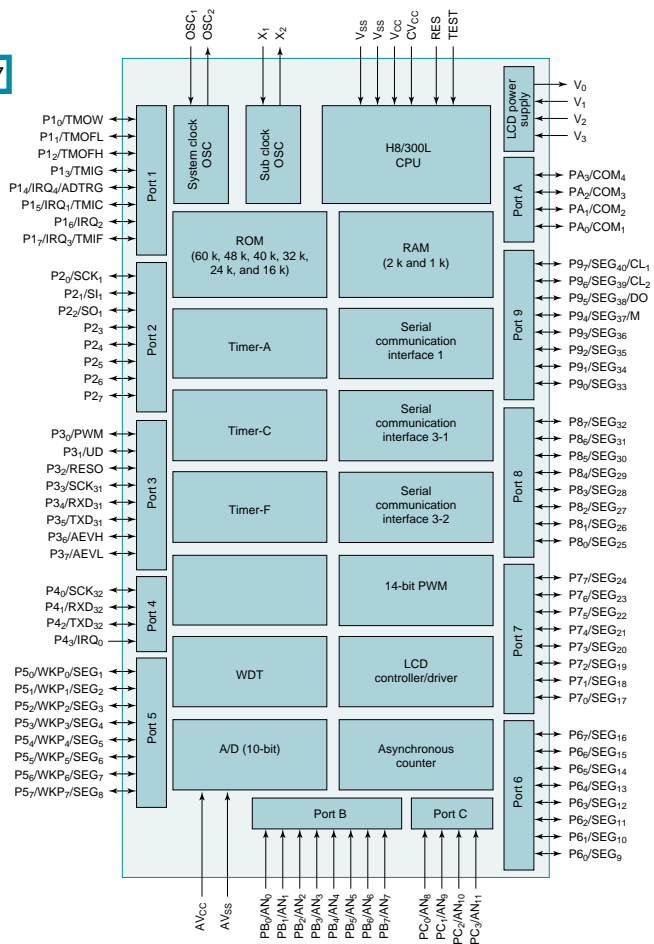 7
OSC₁
OSC₂
X₁
X₂
V_SS
V_SS
V_CC
CV_CC
RES
TEST
System clock
OSC
Sub clock
OSC
H8/300L
CPU
LCD power
supply
V₀
V₁
V₂
V₃
P1₀/TMOW
P1₁/TMOFL
P1₂/TMOFH
P1₃/TMIG
P1₄/IRQ₄/ADTRG
P1₅/IRQ₁/TMIC
P1₆/IRQ₂
P1₇/IRQ₃/TMIF
Port 1
ROM
(60 k, 48 k, 40 k, 32 k,
24 k, and 16 k)
RAM
(2 k and 1 k)
Port A
PA₃/COM₄
PA₂/COM₃
PA₁/COM₂
PA₀/COM₁
P2₀/SCK₁
P2₁/SI₁
P2₂/SO₁
P2₃
P2₄
P2₅
P2₆
P2₇
Port 2
Timer-A
Serial
communication
interface 1
Port 9
P9₇/SEG₄₀/CL₁
P9₆/SEG₃₉/CL₂
P9₅/SEG₃₈/DO
P9₄/SEG₃₇/M
P9₃/SEG₃₆
P9₂/SEG₃₅
P9₁/SEG₃₄
P9₀/SEG₃₃
P3₀/PWM
P3₁/UD
P3₂/RESO
P3₃/SCK₃₁
P3₄/RXD₃₁
P3₅/TXD₃₁
P3₆/AEVH
P3₇/AEVL
Port 3
Timer-C
Serial
communication
interface 3-1
Timer-F
Serial
communication
interface 3-2
Port 8
P8₇/SEG₃₂
P8₆/SEG₃₁
P8₅/SEG₃₀
P8₄/SEG₂₉
P8₃/SEG₂₈
P8₂/SEG₂₇
P8₁/SEG₂₆
P8₀/SEG₂₅
P4₀/SCK₃₂
P4₁/RXD₃₂
P4₂/TXD₃₂
P4₃/IRQ₀
Port 4
14-bit PWM
Port 7
P7₇/SEG₂₄
P7₆/SEG₂₃
P7₅/SEG₂₂
P7₄/SEG₂₁
P7₃/SEG₂₀
P7₂/SEG₁₉
P7₁/SEG₁₈
P7₀/SEG₁₇
P5₀/WKP₀/SEG₁
P5₁/WKP₁/SEG₂
P5₂/WKP₂/SEG₃
P5₃/WKP₃/SEG₄
P5₄/WKP₄/SEG₅
P5₅/WKP₅/SEG₆
P5₆/WKP₆/SEG₇
P5₇/WKP₇/SEG₈
Port 5
WDT
LCD
controller/driver
A/D (10-bit)
Asynchronous
counter
Port 6
P6₇/SEG₁₆
P6₆/SEG₁₅
P6₅/SEG₁₄
P6₄/SEG₁₃
P6₃/SEG₁₂
P6₂/SEG₁₁
P6₁/SEG₁₀
P6₀/SEG₉
Port B
Port C
AV_CC
AV_SS
PB₀/AN₀
PB₁/AN₁
PB₂/AN₂
PB₃/AN₃
PB₄/AN₄
PB₅/AN₅
PB₆/AN₆
PB₇/AN₇
PC₀/AN₈
PC₁/AN₉
PC₂/AN₁₀
PC₃/AN₁₁